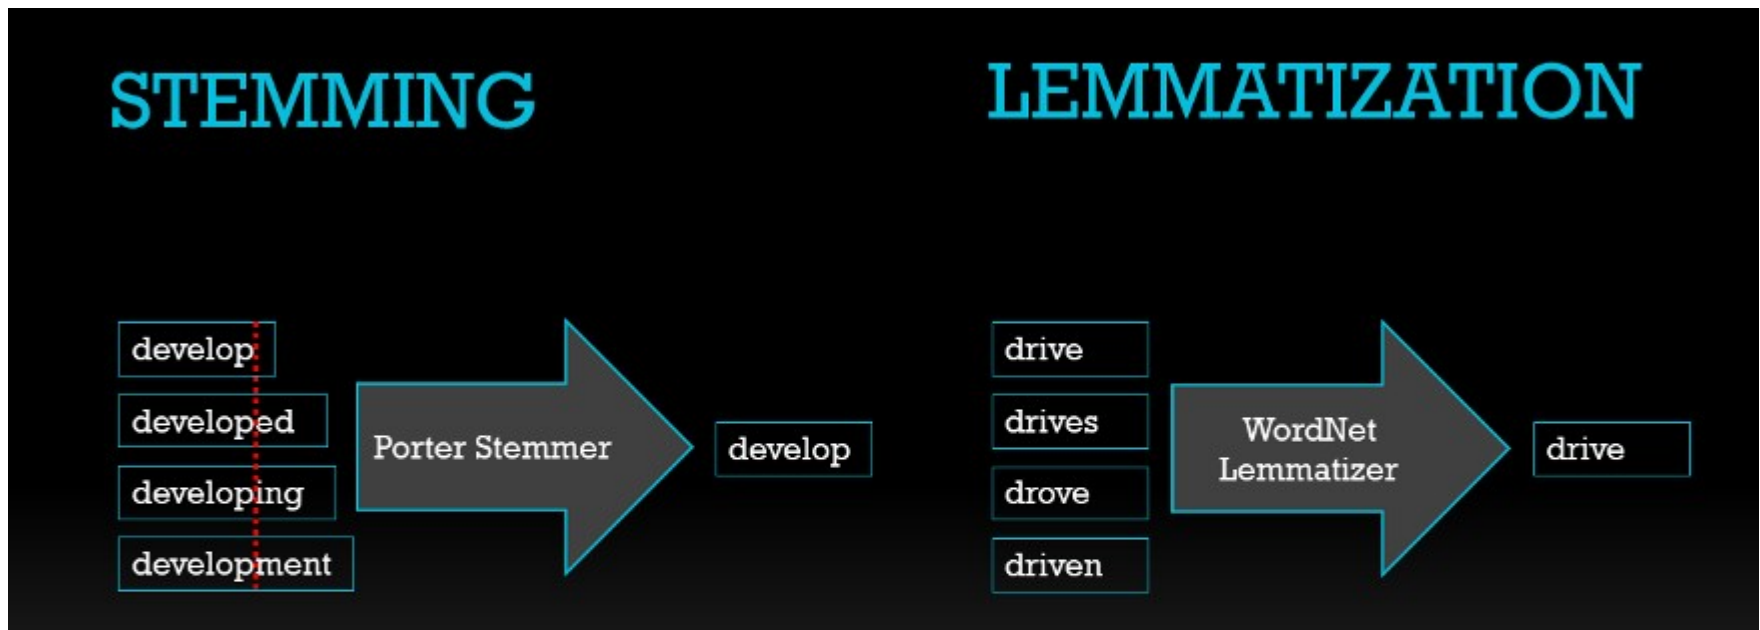 STEMMING
develop
developed
developing
development
Porter Stemmer
develop
LEMMATIZATION
drive
drives
drove
driven
WordNet
Lemmatizer
drive